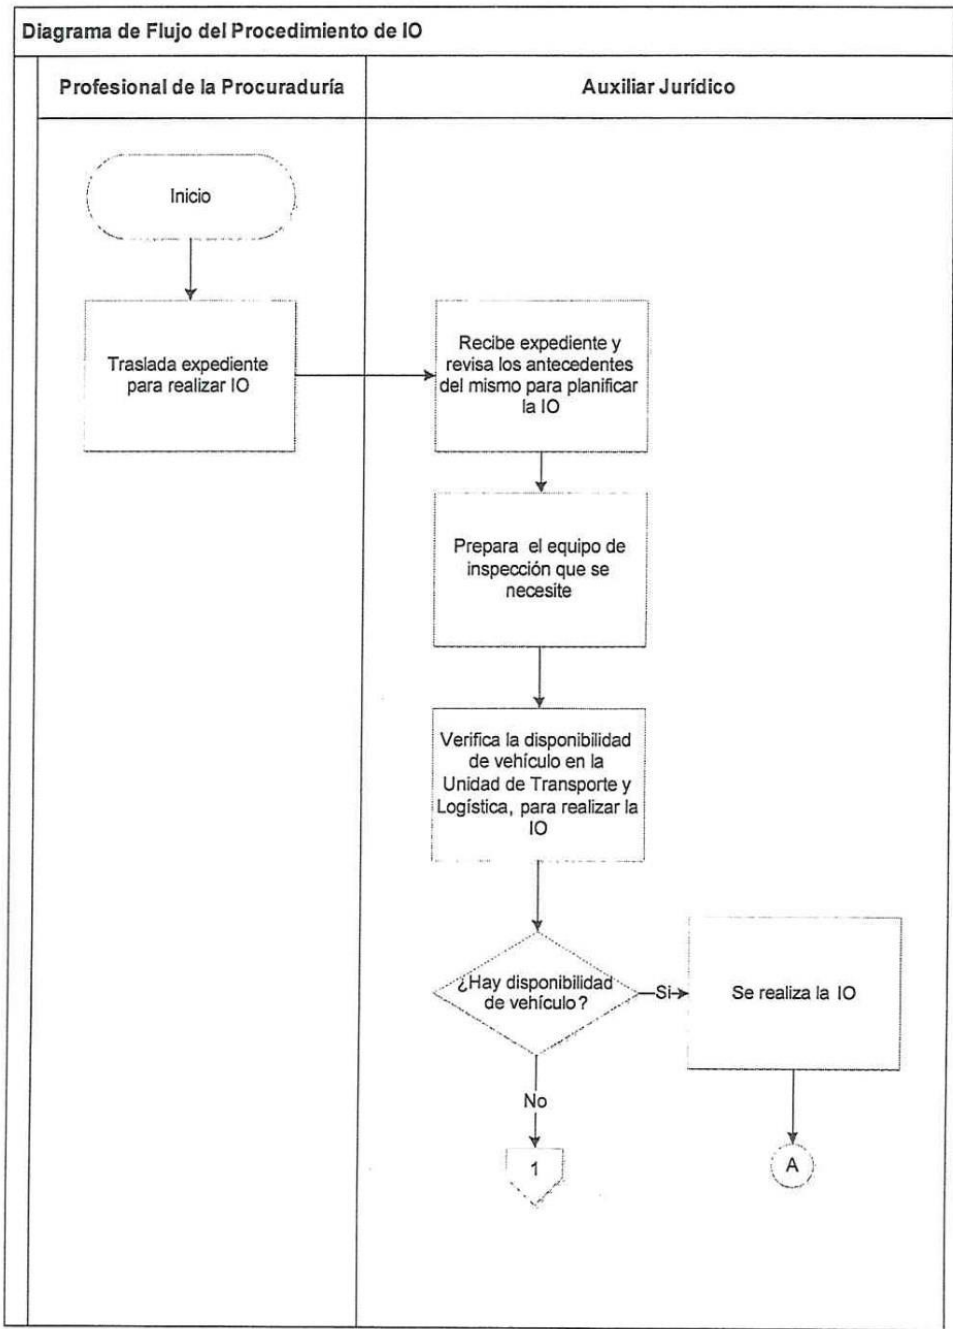 Diagrama de Flujo del Procedimiento de IO
Profesional de la Procuraduría
Auxiliar Jurídico
Inicio
Traslada expediente
para realizar IO
Recibe expediente y
revisa los antecedentes
del mismo para planificar
la IO
Prepara el equipo de
inspección que se
necesite
Verifica la disponibilidad
de vehículo en la
Unidad de Transporte y
Logística, para realizar la
IO
¿Hay disponibilidad
de vehículo?
Si
Se realiza la IO
No
1
A